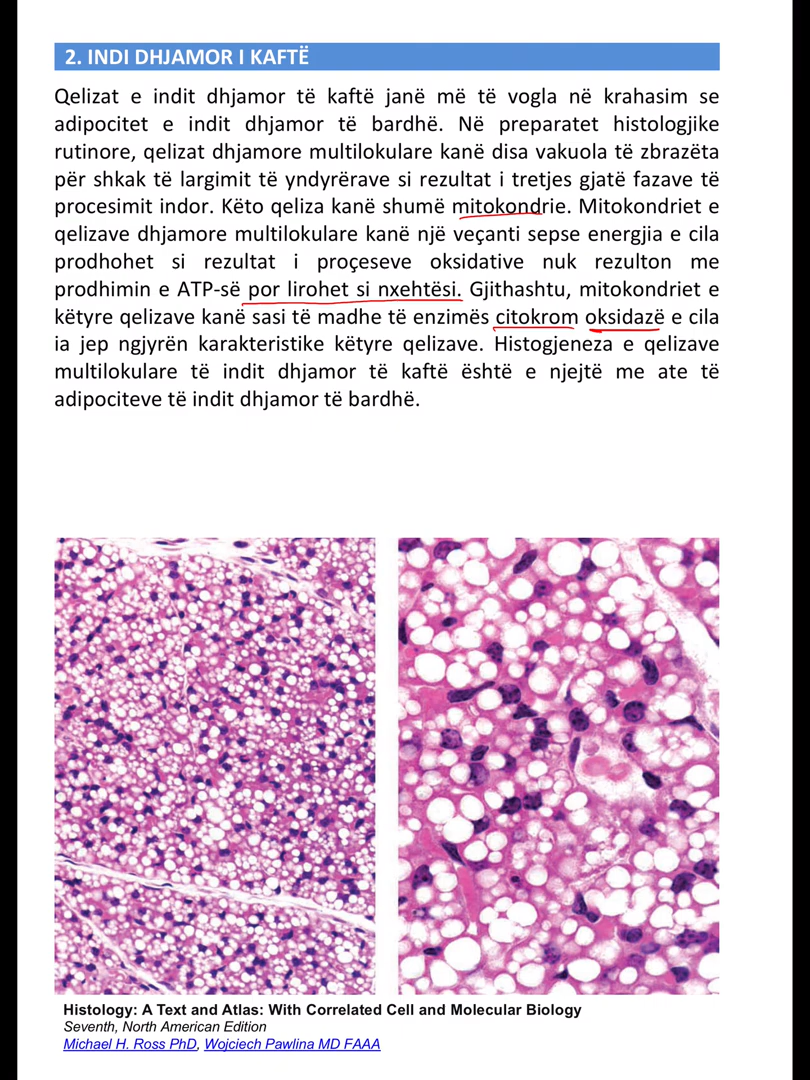 2. INDI DHJAMOR I KAFTË
Qelizat e indit dhjamor të kaftë janë më të vogla në krahasim se
adipocitet e indit dhjamor të bardhë. Në preparatet histologjike
rutinore, qelizat dhjamore multilokulare kanë disa vakuola të zbrazëta
për shkak të largimit të yndyrërave si rezultat i tretjes gjatë fazave të
procesimit indor. Këto qeliza kanë shumë mitokondrie. Mitokondriet e
qelizave dhjamore multilokulare kanë një veçanti sepse energjia e cila
prodhohet si rezultat i proçeseve oksidative nuk rezulton me
prodhimin e ATP-së por lirohet si nxehtësi. Gjithashtu, mitokondriet e
këtyre qelizave kanë sasi të madhe të enzimës citokrom oksidazë e cila
ia jep ngjyrën karakteristike këtyre qelizave. Histogjeneza e qelizave
multilokulare të indit dhjamor të kaftë është e njejtë me ate të
adipociteve të indit dhjamor të bardhë.
Histology: A Text and Atlas: With Correlated Cell and Molecular Biology
Seventh, North American Edition
Michael H. Ross PhD, Wojciech Pawlina MD FAAA